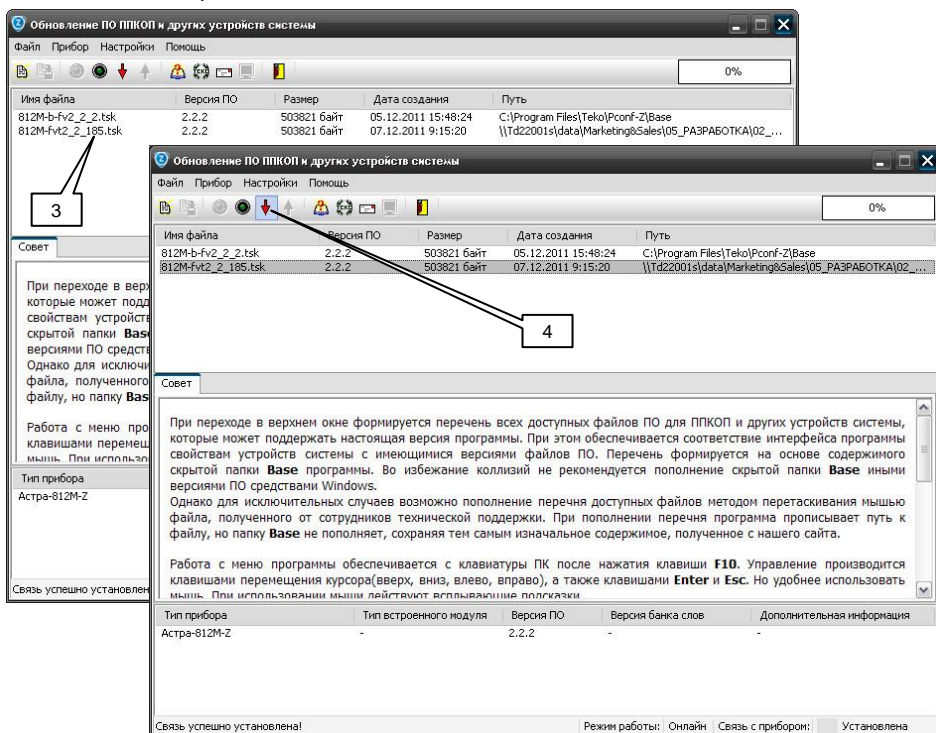 Обновление ПО ППКОП и других устройств системы
Файл Прибор Настройки Помощь
0%
Имя файла Версия ПО Размер Дата создания Путь
812M-b-fv2_2_2.tsk 2.2.2 503821 байт 05.12.2011 15:48:24 C:\Program Files\Teko\Pconf-Z\Base
812M-fvt2_2_185.tsk 2.2.2 503821 байт 07.12.2011 9:15:20 \\Td22001s\data\Marketing&Sales\05_РАЗРАБОТКА\02_...
3
Совет
При переходе в верх
которые может подд
свойствам устройств
скрытой папки Base
версиями ПО средств
Однако для исключи
файла, полученного
файлу, но папку Bas
Работа с меню про
клавишами перемещ
мышь. При использо
Тип прибора
Астра-812М-Z
Связь успешно установлен
Обновление ПО ППКОП и других устройств системы
Файл Прибор Настройки Помощь
0%
Имя файла Версия ПО Размер Дата создания Путь
812M-b-fv2_2_2.tsk 2.2.2 503821 байт 05.12.2011 15:48:24 C:\Program Files\Teko\Pconf-Z\Base
812M-fvt2_2_185.tsk 2.2.2 503821 байт 07.12.2011 9:15:20 \\Td22001s\data\Marketing&Sales\05_РАЗРАБОТКА\02_...
4
Совет
При переходе в верхнем окне формируется перечень всех доступных файлов ПО для ППКОП и других устройств системы,
которые может поддержать настоящая версия программы. При этом обеспечивается соответствие интерфейса программы
свойствам устройств системы с имеющимися версиями файлов ПО. Перечень формируется на основе содержимого
скрытой папки Base программы. Во избежание коллизий не рекомендуется пополнение скрытой папки Base иными
версиями ПО средствами Windows.
Однако для исключительных случаев возможно пополнение перечня доступных файлов методом перетаскивания мышью
файла, полученного от сотрудников технической поддержки. При пополнении перечня программа прописывает путь к
файлу, но папку Base не пополняет, сохраняя тем самым изначальное содержимое, полученное с нашего сайта.
Работа с меню программы обеспечивается с клавиатуры ПК после нажатия клавиши F10. Управление производится
клавишами перемещения курсора(вверх, вниз, влево, вправо), а также клавишами Enter и Esc. Но удобнее использовать
мышь. При использовании мыши действуют всплывающие подсказки.
Тип прибора Тип встроенного модуля Версия ПО Версия банка слов Дополнительная информация
Астра-812М-Z - 2.2.2 - -
Связь успешно установлена! Режим работы: Онлайн Связь с прибором: Установлена